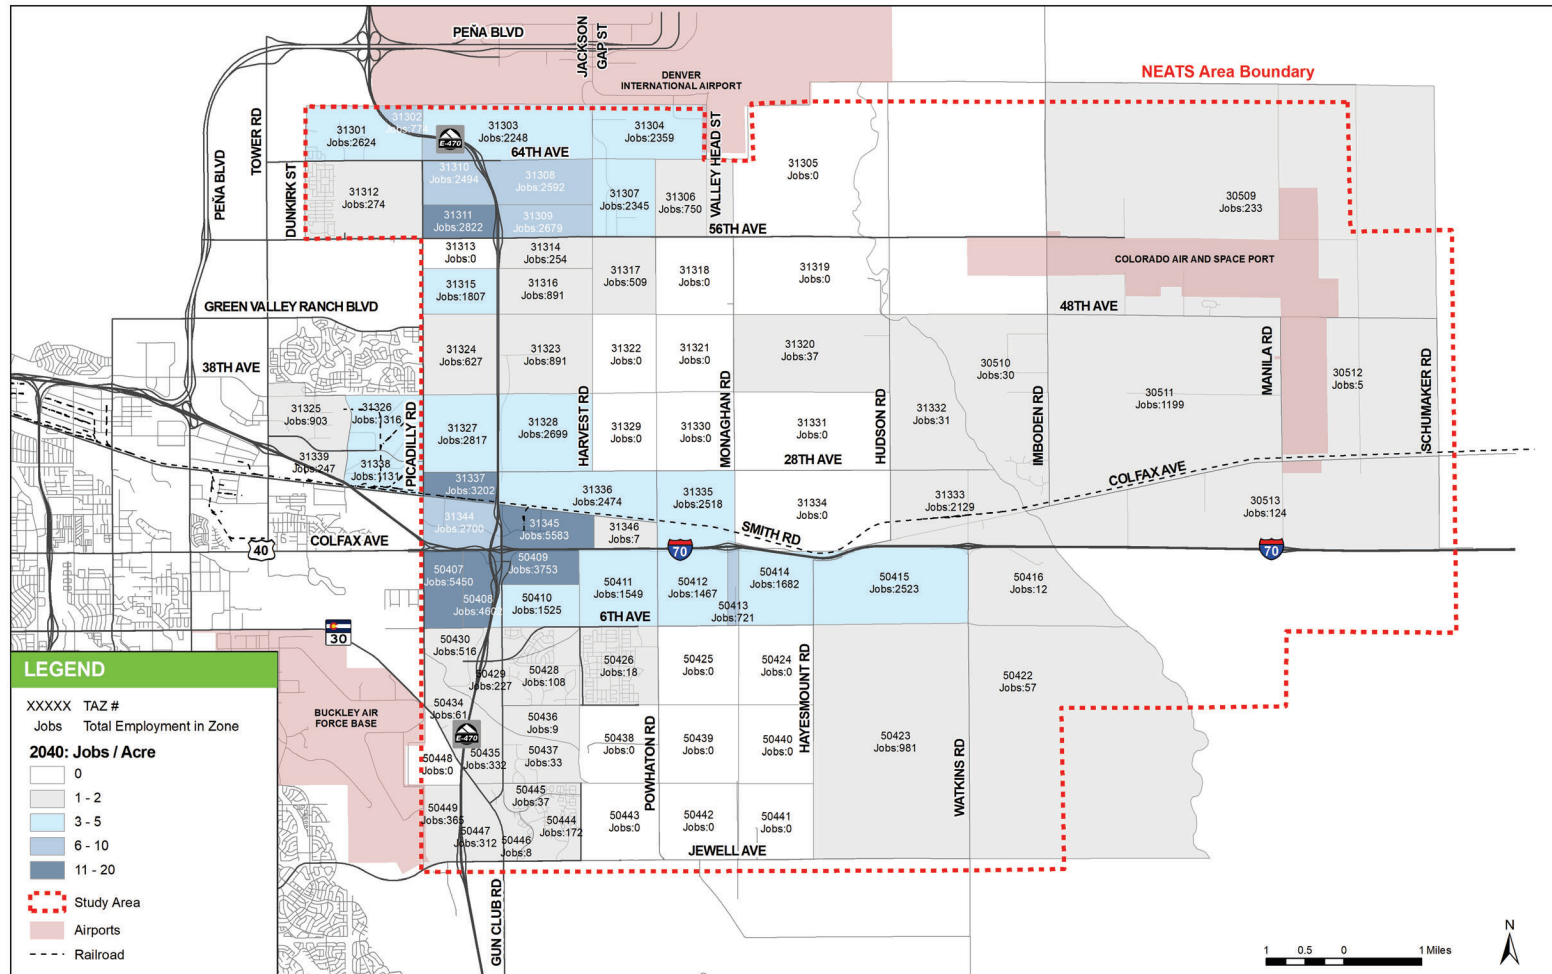 PEÑA BLVD
JACKSON
GAP ST
DENVER
INTERNATIONAL AIRPORT
NEATS Area Boundary
TOWER RD
PEÑA BLVD
DUNKIRK ST
VALLEY HEAD ST
31301
Jobs:2624
31302
E-470
31303
Jobs:2248
64TH AVE
31304
Jobs:2359
31305
Jobs:0
31312
Jobs:274
31310
Jobs:2494
31308
Jobs:2592
31307
Jobs:2345
31306
Jobs:750
30509
Jobs:233
31311
Jobs:2822
31309
Jobs:2679
56TH AVE
31313
Jobs:0
31314
Jobs:254
31317
Jobs:509
31318
Jobs:0
31319
Jobs:0
COLORADO AIR AND SPACE PORT
31315
Jobs:1807
31316
Jobs:891
GREEN VALLEY RANCH BLVD
48TH AVE
31324
Jobs:627
31323
Jobs:891
31322
Jobs:0
31321
Jobs:0
31320
Jobs:37
38TH AVE
30510
Jobs:30
30511
Jobs:1199
30512
Jobs:5
MANILA RD
SCHUMAKER RD
31325
Jobs:903
31326
Jobs:1316
PICADILLY RD
31327
Jobs:2817
31328
Jobs:2699
HARVEST RD
31329
Jobs:0
31330
Jobs:0
MONAGHAN RD
31331
Jobs:0
28TH AVE
HUDSON RD
31332
Jobs:31
IMBODEN RD
31339
Jobs:247
31338
Jobs:1131
31337
Jobs:3202
31336
Jobs:2474
31335
Jobs:2518
31334
Jobs:0
31333
Jobs:2129
COLFAX AVE
30513
Jobs:124
31344
Jobs:2700
31345
Jobs:5583
31346
Jobs:7
SMITH RD
40
COLFAX AVE
70
70
50407
Jobs:5450
50409
Jobs:3753
50408
50410
Jobs:1525
50411
Jobs:1549
50412
Jobs:1467
50413
Jobs:721
50414
Jobs:1682
50415
Jobs:2523
50416
Jobs:12
6TH AVE
30
50430
Jobs:516
50429
Jobs:227
50428
Jobs:108
50426
Jobs:18
50425
Jobs:0
50424
Jobs:0
HAYESMOUNT RD
50422
Jobs:57
50434
Jobs:61
E-470
50436
Jobs:9
50438
Jobs:0
POWHATON RD
50439
Jobs:0
50440
Jobs:0
50423
Jobs:981
WATKINS RD
50448
Jobs:0
50435
Jobs:332
50437
Jobs:33
50449
Jobs:365
50445
Jobs:37
50444
Jobs:172
50443
Jobs:0
50442
Jobs:0
50441
Jobs:0
50447
Jobs:312
50446
Jobs:8
JEWELL AVE
GUN CLUB RD
BUCKLEY AIR
FORCE BASE
LEGEND
XXXXX TAZ #
Jobs Total Employment in Zone
2040: Jobs / Acre
0
1 - 2
3 - 5
6 - 10
11 - 20
Study Area
Airports
Railroad
1 0.5 0 1 Miles
N